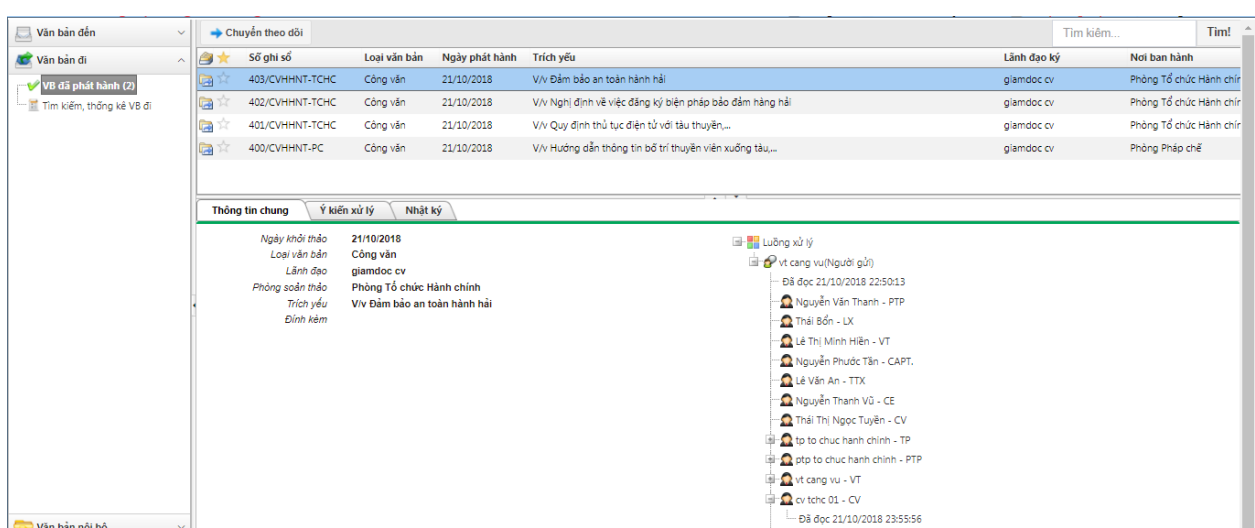 Văn bản đến
Chuyển theo dõi
Tìm kiếm...
Tìm!
Văn bản đi
Số ghi sổ Loại văn bản Ngày phát hành Trích yếu Lãnh đạo ký Nơi ban hành
VB đã phát hành (2)
403/CVHHNT-TCHC Công văn 21/10/2018 V/v Đảm bảo an toàn hành hải giamdoc cv Phòng Tổ chức Hành chín
Tìm kiếm, thống kê VB đi
402/CVHHNT-TCHC Công văn 21/10/2018 V/v Nghị định về việc đăng ký biện pháp bảo đảm hàng hải giamdoc cv Phòng Tổ chức Hành chín
401/CVHHNT-TCHC Công văn 21/10/2018 V/v Quy định thủ tục điện tử với tàu thuyền,... giamdoc cv Phòng Tổ chức Hành chín
400/CVHHNT-PC Công văn 21/10/2018 V/v Hướng dẫn thông tin bố trí thuyền viên xuống tàu,... giamdoc cv Phòng Pháp chế
Thông tin chung Ý kiến xử lý Nhật ký
Ngày khởi thảo 21/10/2018
Loại văn bản Công văn
Lãnh đạo giamdoc cv
Phòng soản thảo Phòng Tổ chức Hành chính
Trích yếu V/v Đảm bảo an toàn hành hải
Đính kèm
Luồng xử lý
vt cang vu(Người gửi)
Đã đọc 21/10/2018 22:50:13
Nguyễn Văn Thanh - PTP
Thái Bổn - LX
Lê Thị Minh Hiền - VT
Nguyễn Phước Tần - CAPT.
Lê Văn An - TTX
Nguyễn Thanh Vũ - CE
Thái Thị Ngọc Tuyền - CV
tp to chuc hanh chinh - TP
ptp to chuc hanh chinh - PTP
vt cang vu - VT
cv tchc 01 - CV
Đã đọc 21/10/2018 23:55:56
Văn bản nội bộ